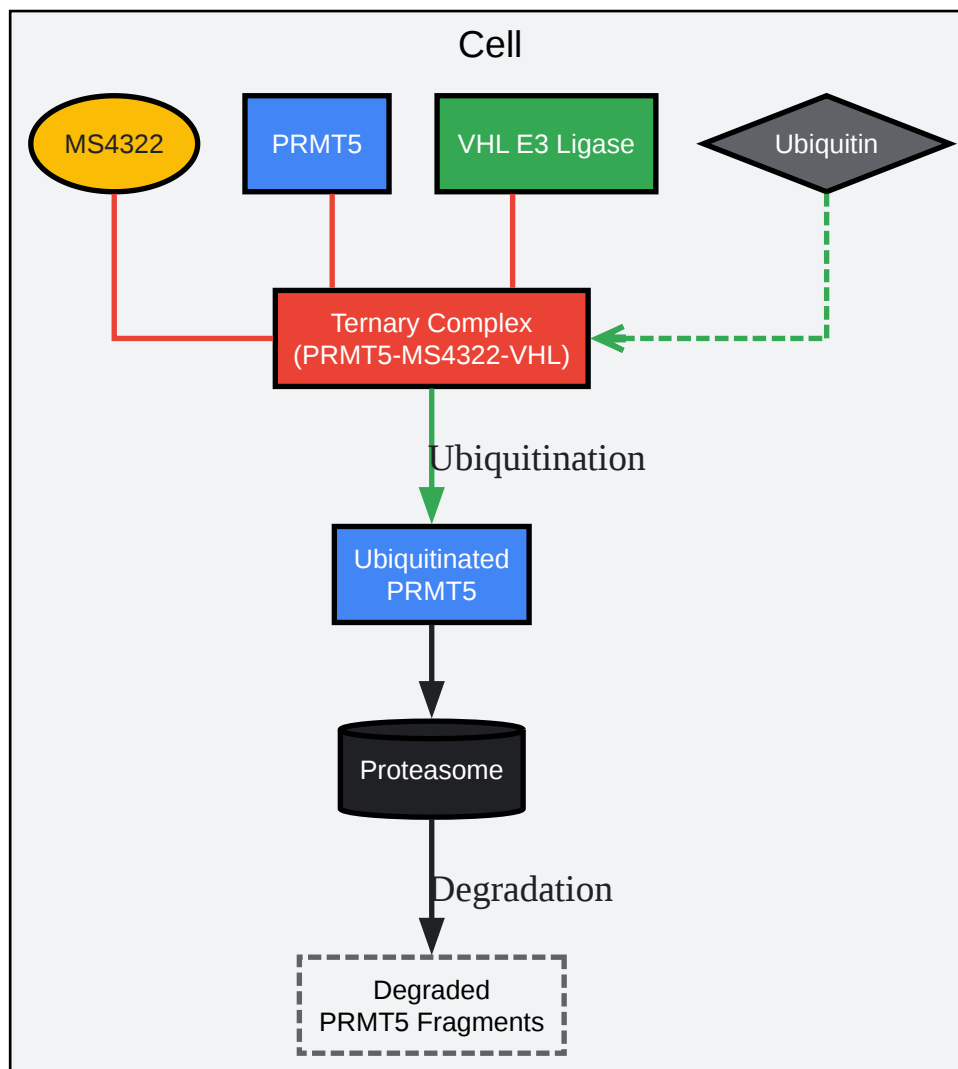 Cell
MS4322
PRMT5
VHL E3 Ligase
Ubiquitin
Ternary Complex
(PRMT5-MS4322-VHL)
Ubiquitination
Ubiquitinated
PRMT5
Proteasome
Degradation
Degraded
PRMT5 Fragments